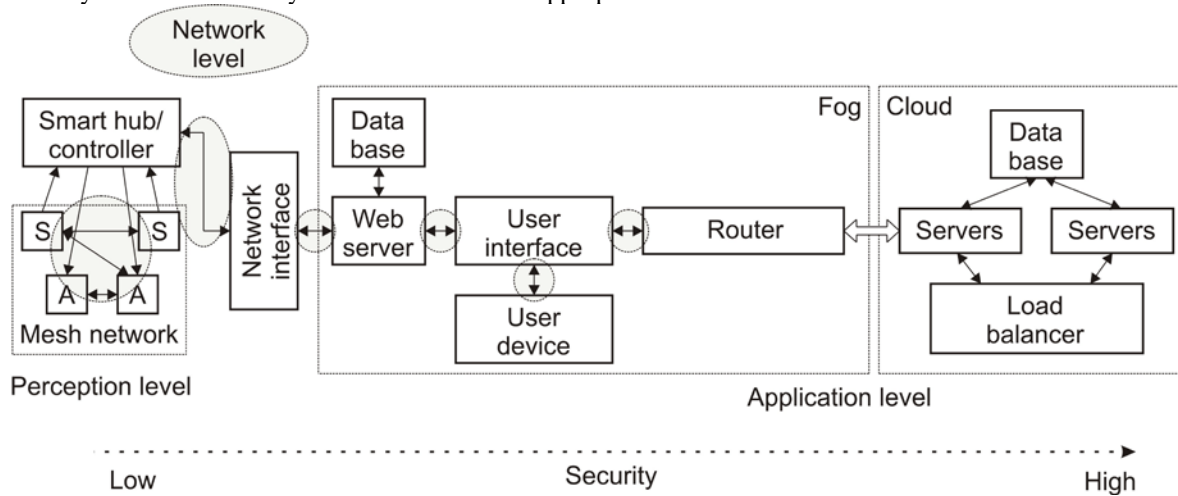 Network
level
Smart hub/
controller
S
S
A
A
Mesh network
Perception level
Network
interface
Fog
Data
base
Web
server
User
interface
User
device
Router
Cloud
Data
base
Servers
Servers
Load
balancer
Application level
Low
Security
High